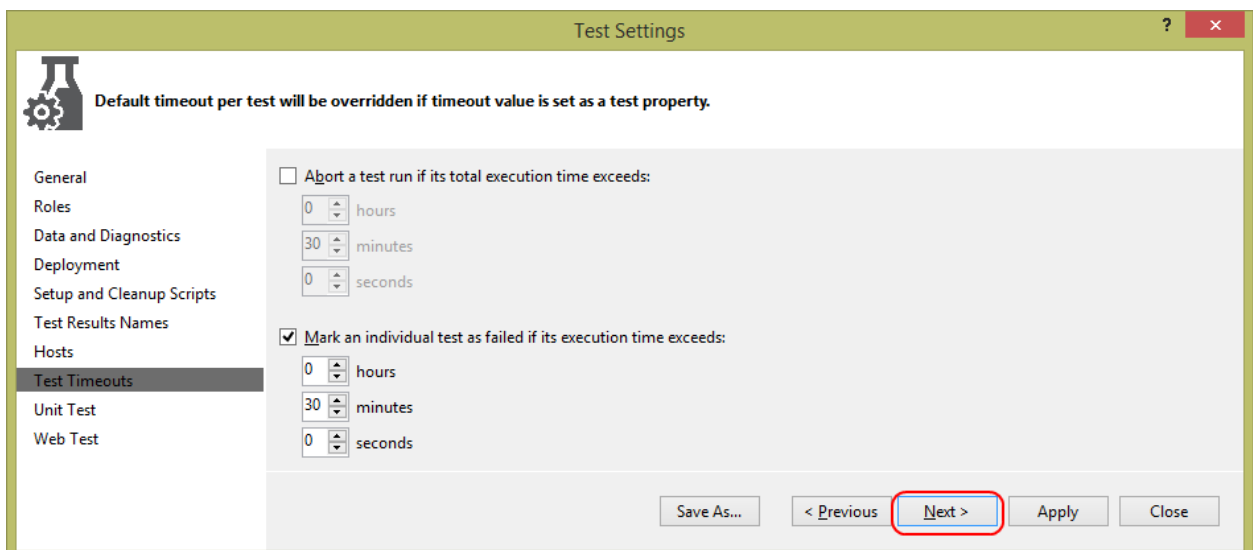 Test Settings
?
Default timeout per test will be overridden if timeout value is set as a test property.
General
Roles
Data and Diagnostics
Deployment
Setup and Cleanup Scripts
Test Results Names
Hosts
Test Timeouts
Unit Test
Web Test
Abort a test run if its total execution time exceeds:
0 hours
30 minutes
0 seconds
Mark an individual test as failed if its execution time exceeds:
0 hours
30 minutes
0 seconds
Save As... < Previous Next > Apply Close